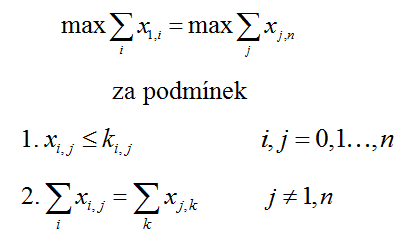 max ∑_i x_{1,i} = max ∑_j x_{j,n}
za podmínek
1. x_{i,j} ≤ k_{i,j} i, j = 0,1…,n
2. ∑_i x_{i,j} = ∑_k x_{j,k} j ≠ 1,n